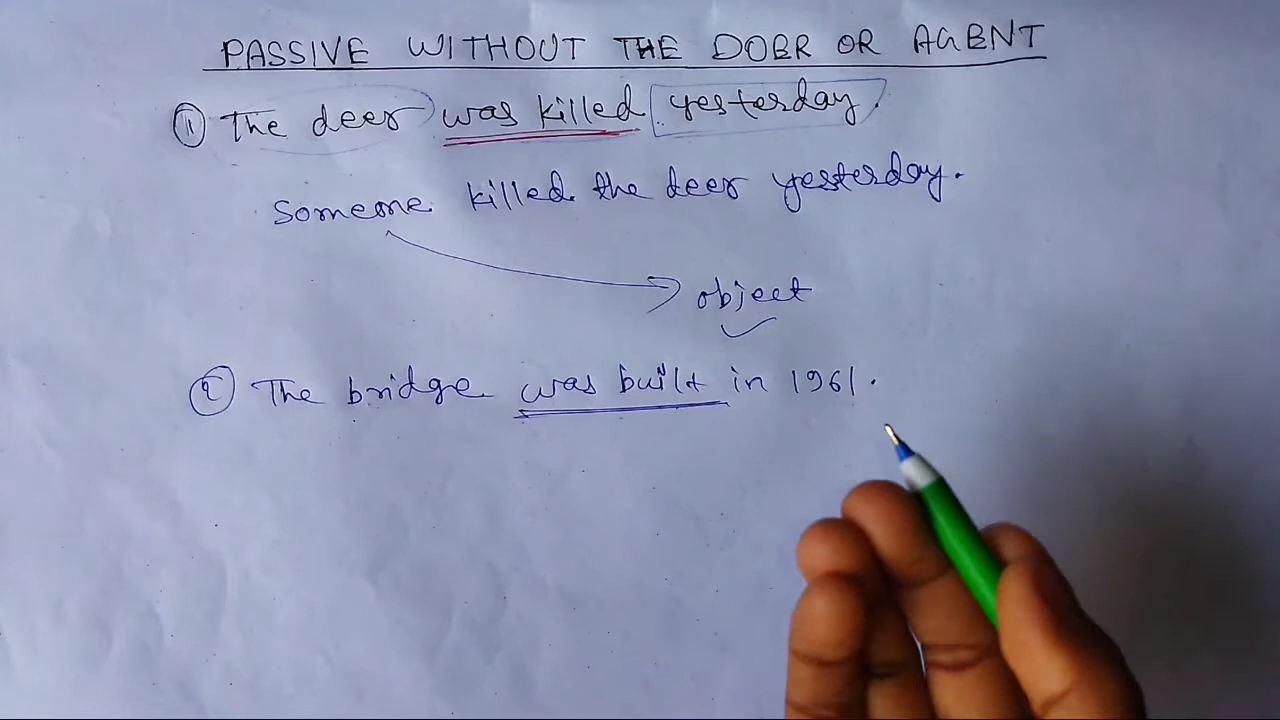 PASSIVE WITHOUT THE DOER OR AGENT
① The deer was killed yesterday.
Someone killed the deer yesterday.
object
② The bridge was built in 1961.